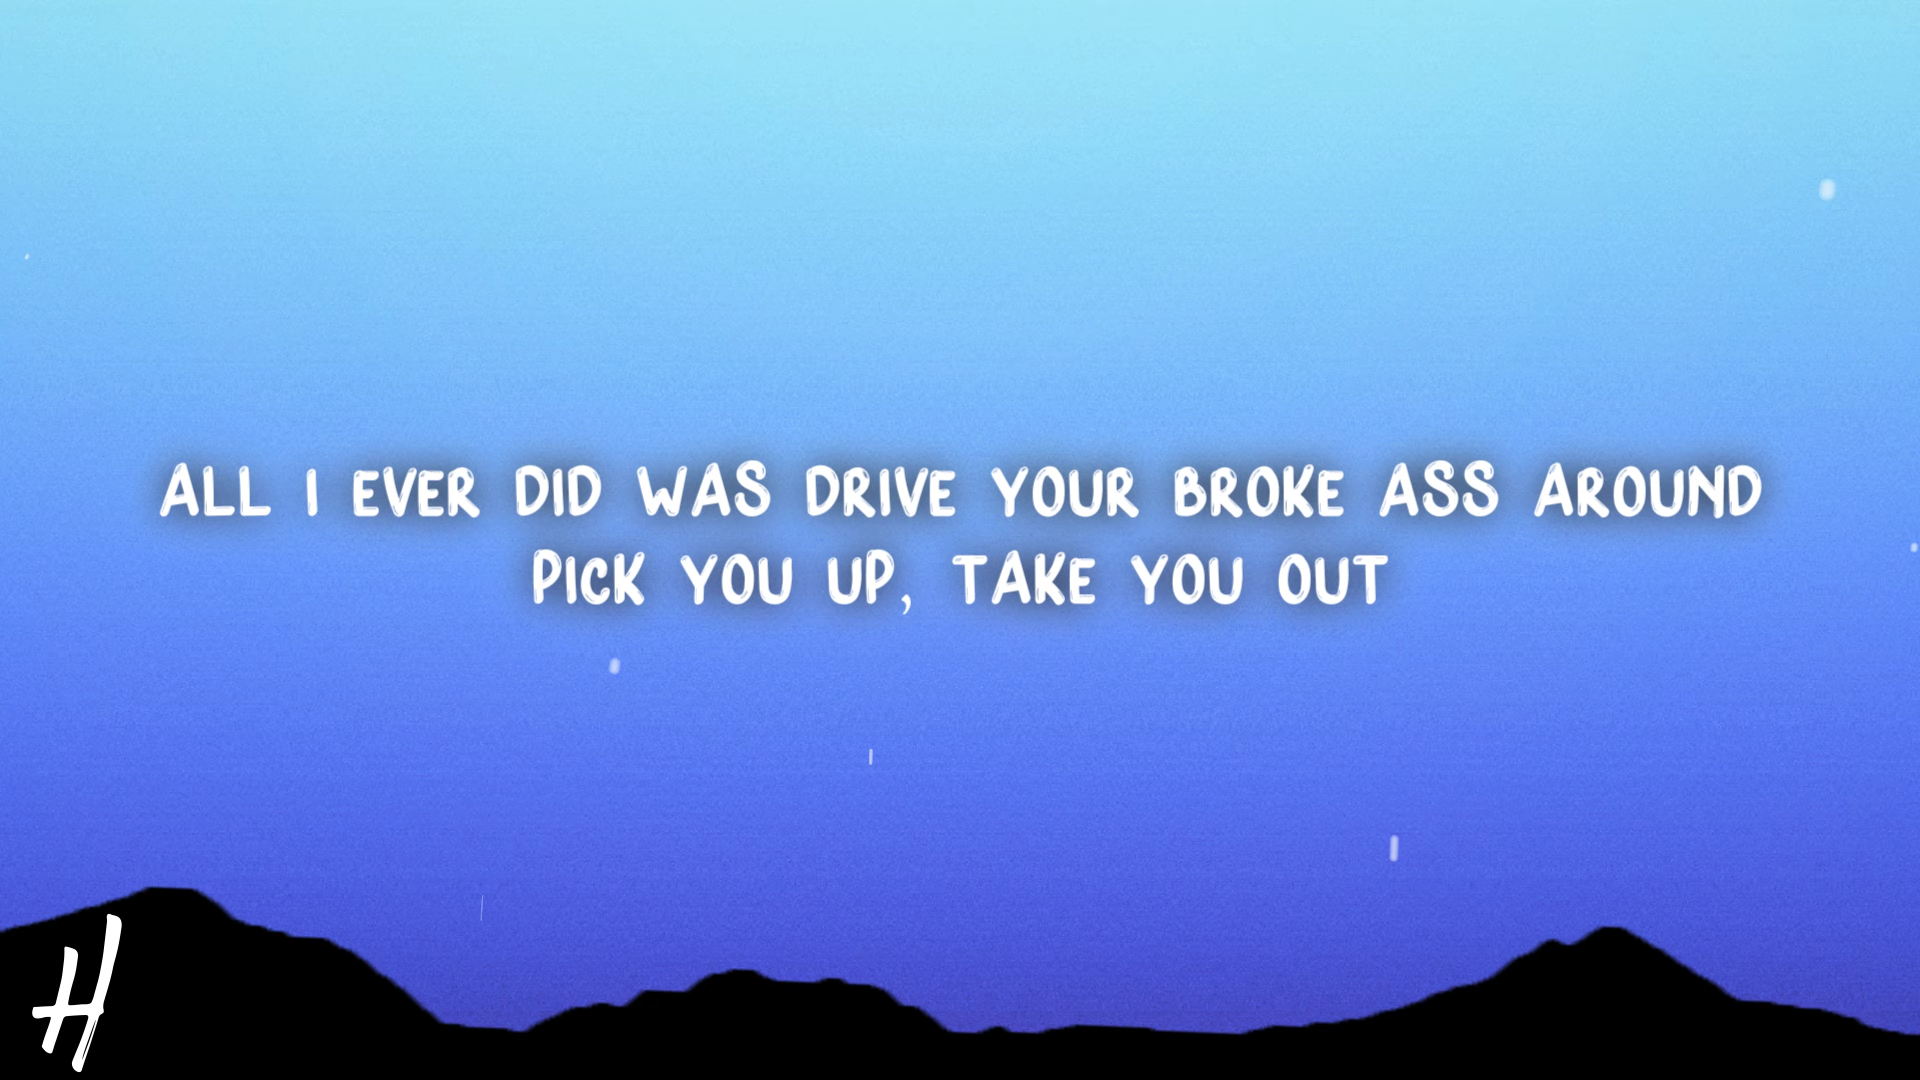 ALL I EVER DID WAS DRIVE YOUR BROKE ASS AROUND
PICK YOU UP, TAKE YOU OUT
H